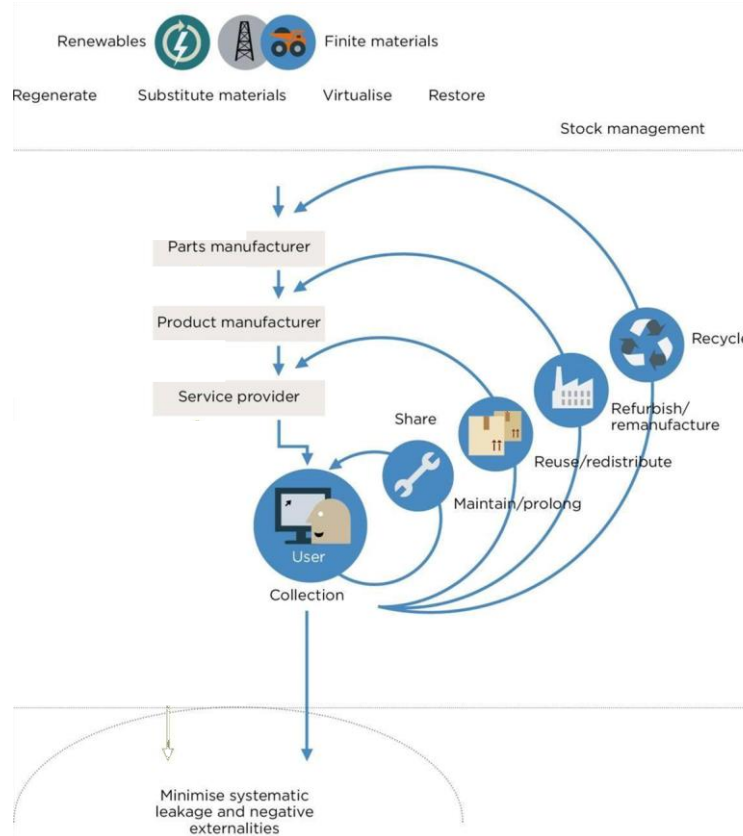 Renewables
Finite materials
Regenerate
Substitute materials
Virtualise
Restore
Stock management
Parts manufacturer
Product manufacturer
Recycle
Service provider
Share
Refurbish/
remanufacture
Reuse/redistribute
Maintain/prolong
User
Collection
Minimise systematic
leakage and negative
externalities